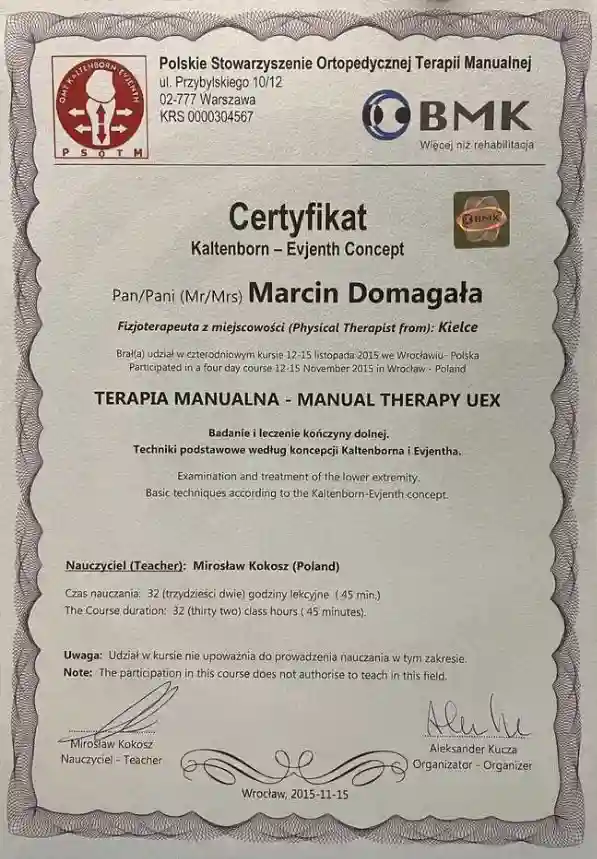 Polskie Stowarzyszenie Ortopedycznej Terapii Manualnej
ul. Przybylskiego 10/12
02-777 Warszawa
KRS 0000304567
OMT KALTENBORN EVJENTH
PSOTM
BMK
Więcej niż rehabilitacja
Certyfikat
BMK
Kaltenborn – Evjenth Concept
Pan/Pani (Mr/Mrs) Marcin Domagała
Fizjoterapeuta z miejscowości (Physical Therapist from): Kielce
Brał(a) udział w czterodniowym kursie 12-15 listopada 2015 we Wrocławiu- Polska
Participated in a four day course 12-15 November 2015 in Wrocław - Poland
TERAPIA MANUALNA - MANUAL THERAPY UEX
Badanie i leczenie kończyny dolnej.
Techniki podstawowe według koncepcji Kaltenborna i Evjentha.
Examination and treatment of the lower extremity.
Basic techniques according to the Kaltenborn-Evjenth concept.
Nauczyciel (Teacher): Mirosław Kokosz (Poland)
Czas nauczania: 32 (trzydzieści dwie) godziny lekcyjne ( 45 min.)
The Course duration: 32 (thirty two) class hours ( 45 minutes).
Uwaga: Udział w kursie nie upoważnia do prowadzenia nauczania w tym zakresie.
Note: The participation in this course does not authorise to teach in this field.
Mirosław Kokosz
Nauczyciel - Teacher
Aleksander Kucza
Organizator - Organizer
Wrocław, 2015-11-15